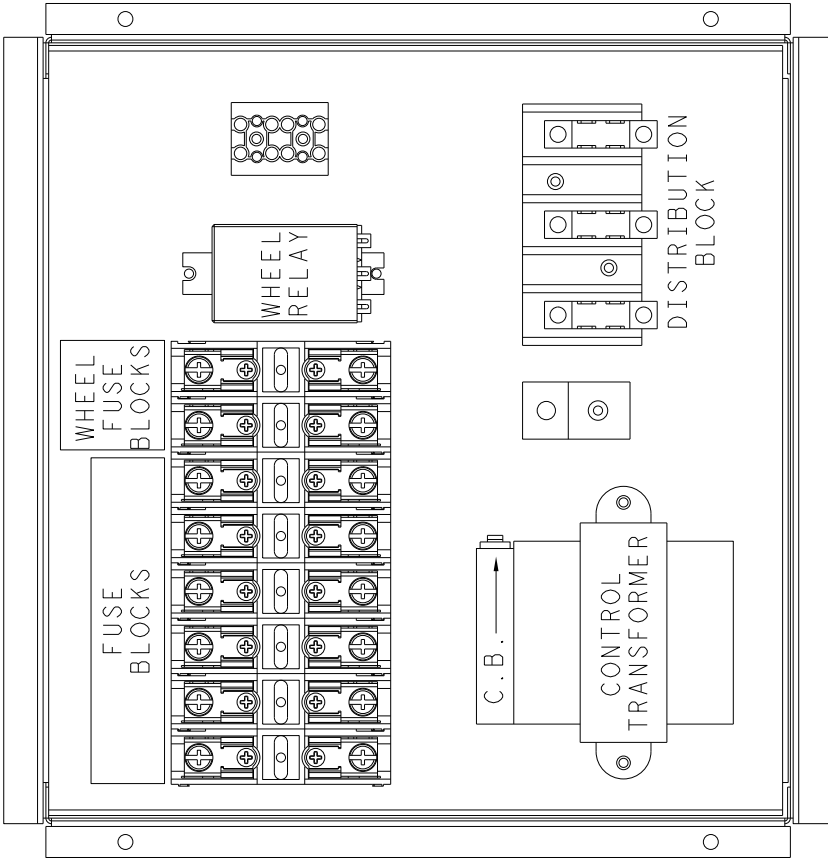 WHEEL
RELAY
DISTRIBUTION
BLOCK
WHEEL
FUSE
BLOCKS
FUSE
BLOCKS
C.B.
CONTROL
TRANSFORMER